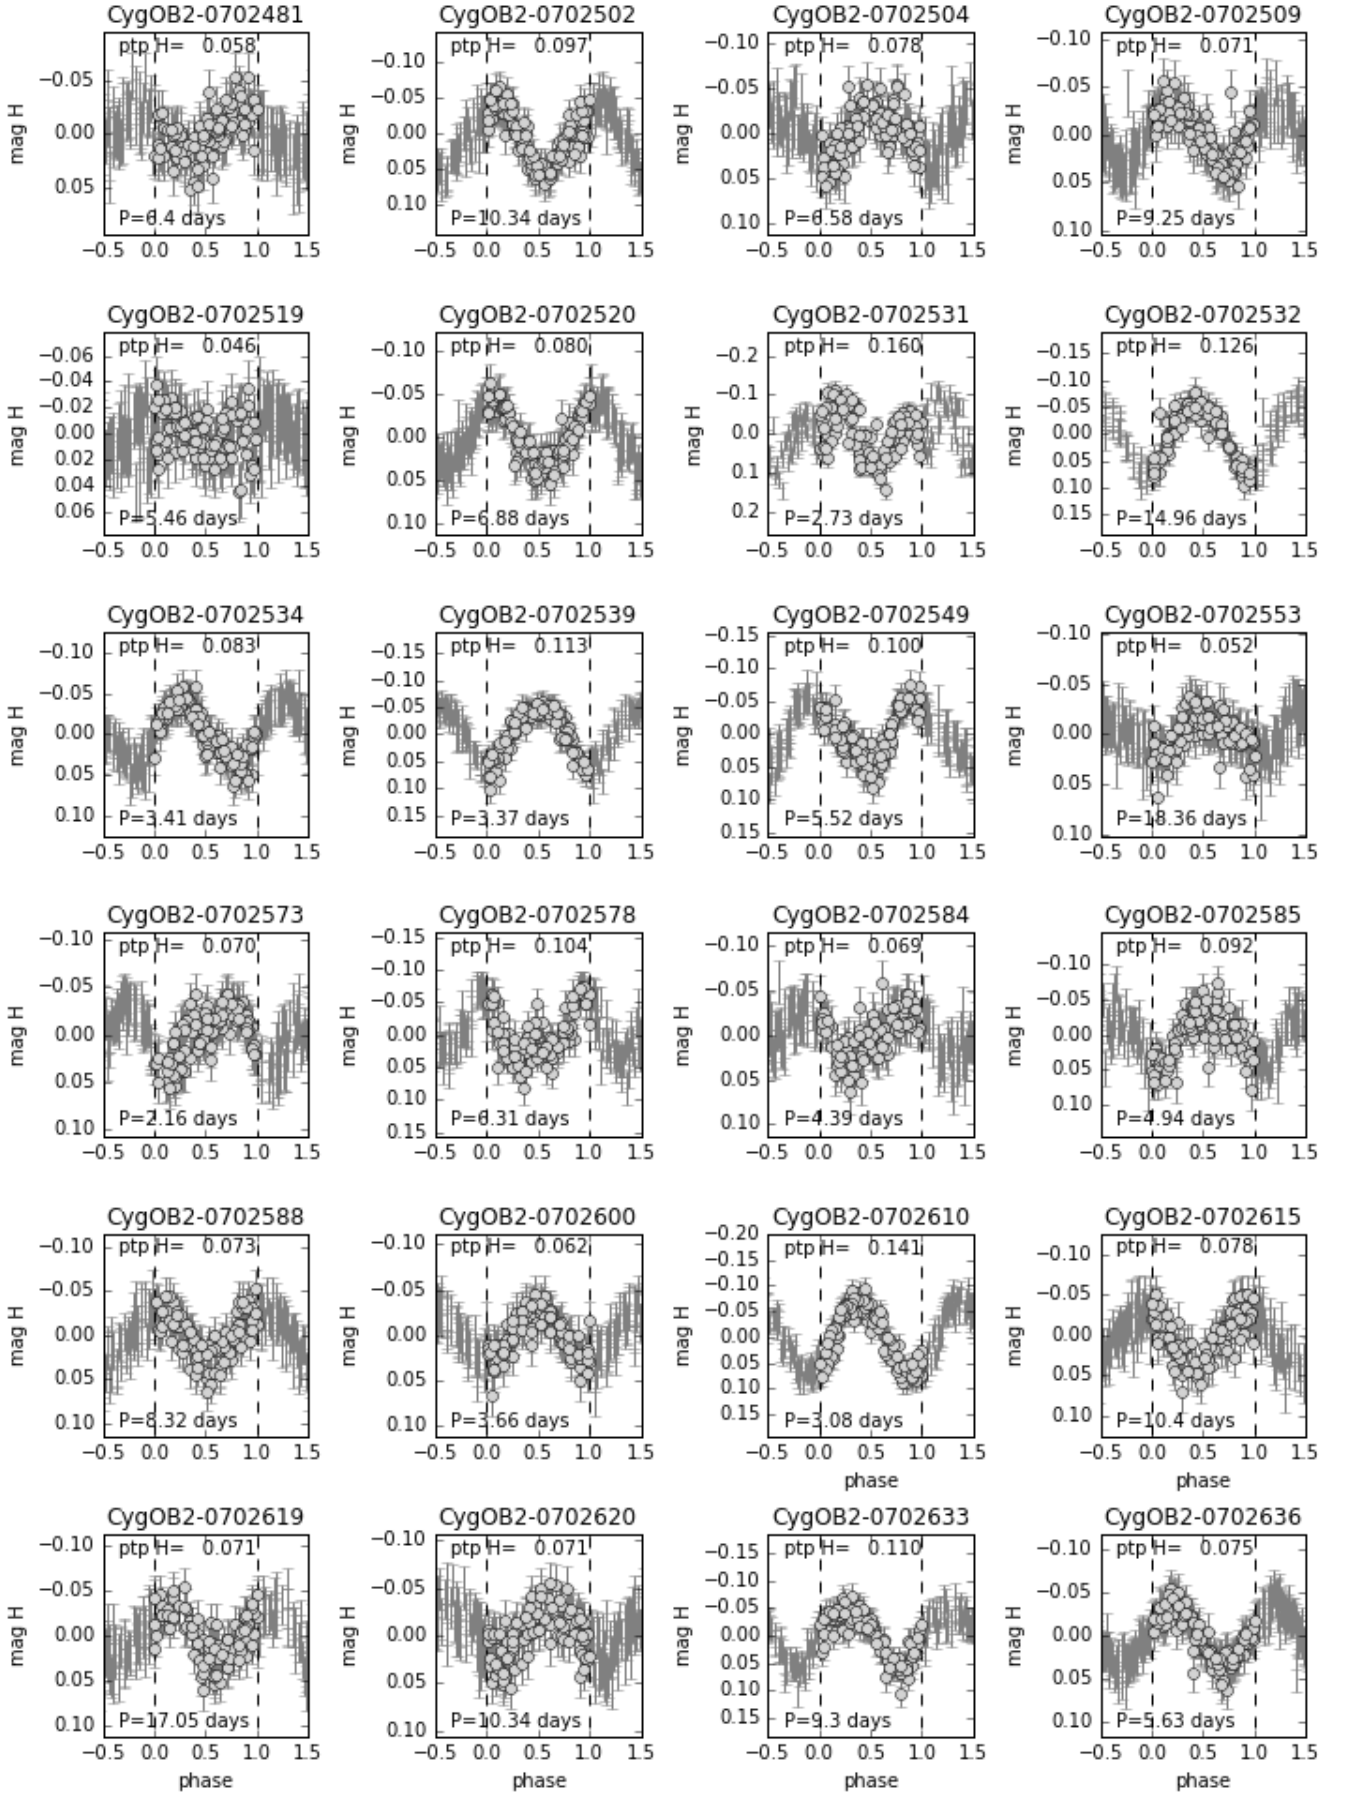 CygOB2-0702481
ptp H= 0.058
−0.05
0.00
0.05
mag H
P=6.4 days
−0.5 0.0 0.5 1.0 1.5
CygOB2-0702502
ptp H= 0.097
−0.10
−0.05
0.00
0.05
0.10
mag H
P=10.34 days
−0.5 0.0 0.5 1.0 1.5
CygOB2-0702504
ptp H= 0.078
−0.10
−0.05
0.00
0.05
0.10
mag H
P=6.58 days
−0.5 0.0 0.5 1.0 1.5
CygOB2-0702509
ptp H= 0.071
−0.10
−0.05
0.00
0.05
0.10
mag H
P=9.25 days
−0.5 0.0 0.5 1.0 1.5
CygOB2-0702519
ptp H= 0.046
−0.06
−0.04
−0.02
0.00
0.02
0.04
0.06
mag H
P=5.46 days
−0.5 0.0 0.5 1.0 1.5
CygOB2-0702520
ptp H= 0.080
−0.10
−0.05
0.00
0.05
0.10
mag H
P=6.88 days
−0.5 0.0 0.5 1.0 1.5
CygOB2-0702531
ptp H= 0.160
−0.2
−0.1
0.0
0.1
0.2
mag H
P=2.73 days
−0.5 0.0 0.5 1.0 1.5
CygOB2-0702532
ptp H= 0.126
−0.15
−0.10
−0.05
0.00
0.05
0.10
0.15
mag H
P=14.96 days
−0.5 0.0 0.5 1.0 1.5
CygOB2-0702534
ptp H= 0.083
−0.10
−0.05
0.00
0.05
0.10
mag H
P=3.41 days
−0.5 0.0 0.5 1.0 1.5
CygOB2-0702539
ptp H= 0.113
−0.15
−0.10
−0.05
0.00
0.05
0.10
0.15
mag H
P=3.37 days
−0.5 0.0 0.5 1.0 1.5
CygOB2-0702549
ptp H= 0.100
−0.15
−0.10
−0.05
0.00
0.05
0.10
0.15
mag H
P=5.52 days
−0.5 0.0 0.5 1.0 1.5
CygOB2-0702553
ptp H= 0.052
−0.10
−0.05
0.00
0.05
0.10
mag H
P=18.36 days
−0.5 0.0 0.5 1.0 1.5
CygOB2-0702573
ptp H= 0.070
−0.10
−0.05
0.00
0.05
0.10
mag H
P=2.16 days
−0.5 0.0 0.5 1.0 1.5
CygOB2-0702578
ptp H= 0.104
−0.15
−0.10
−0.05
0.00
0.05
0.10
0.15
mag H
P=6.31 days
−0.5 0.0 0.5 1.0 1.5
CygOB2-0702584
ptp H= 0.069
−0.10
−0.05
0.00
0.05
0.10
mag H
P=4.39 days
−0.5 0.0 0.5 1.0 1.5
CygOB2-0702585
ptp H= 0.092
−0.10
−0.05
0.00
0.05
0.10
mag H
P=4.94 days
−0.5 0.0 0.5 1.0 1.5
CygOB2-0702588
ptp H= 0.073
−0.10
−0.05
0.00
0.05
0.10
mag H
P=8.32 days
−0.5 0.0 0.5 1.0 1.5
CygOB2-0702600
ptp H= 0.062
−0.10
−0.05
0.00
0.05
0.10
mag H
P=3.66 days
−0.5 0.0 0.5 1.0 1.5
CygOB2-0702610
ptp H= 0.141
−0.20
−0.15
−0.10
−0.05
0.00
0.05
0.10
0.15
mag H
P=3.08 days
−0.5 0.0 0.5 1.0 1.5
phase
CygOB2-0702615
ptp H= 0.078
−0.10
−0.05
0.00
0.05
0.10
mag H
P=10.4 days
−0.5 0.0 0.5 1.0 1.5
phase
CygOB2-0702619
ptp H= 0.071
−0.10
−0.05
0.00
0.05
0.10
mag H
P=17.05 days
−0.5 0.0 0.5 1.0 1.5
phase
CygOB2-0702620
ptp H= 0.071
−0.10
−0.05
0.00
0.05
0.10
mag H
P=10.34 days
−0.5 0.0 0.5 1.0 1.5
CygOB2-0702633
ptp H= 0.110
−0.15
−0.10
−0.05
0.00
0.05
0.10
0.15
mag H
P=9.3 days
−0.5 0.0 0.5 1.0 1.5
phase
CygOB2-0702636
ptp H= 0.075
−0.10
−0.05
0.00
0.05
0.10
mag H
P=5.63 days
−0.5 0.0 0.5 1.0 1.5
phase